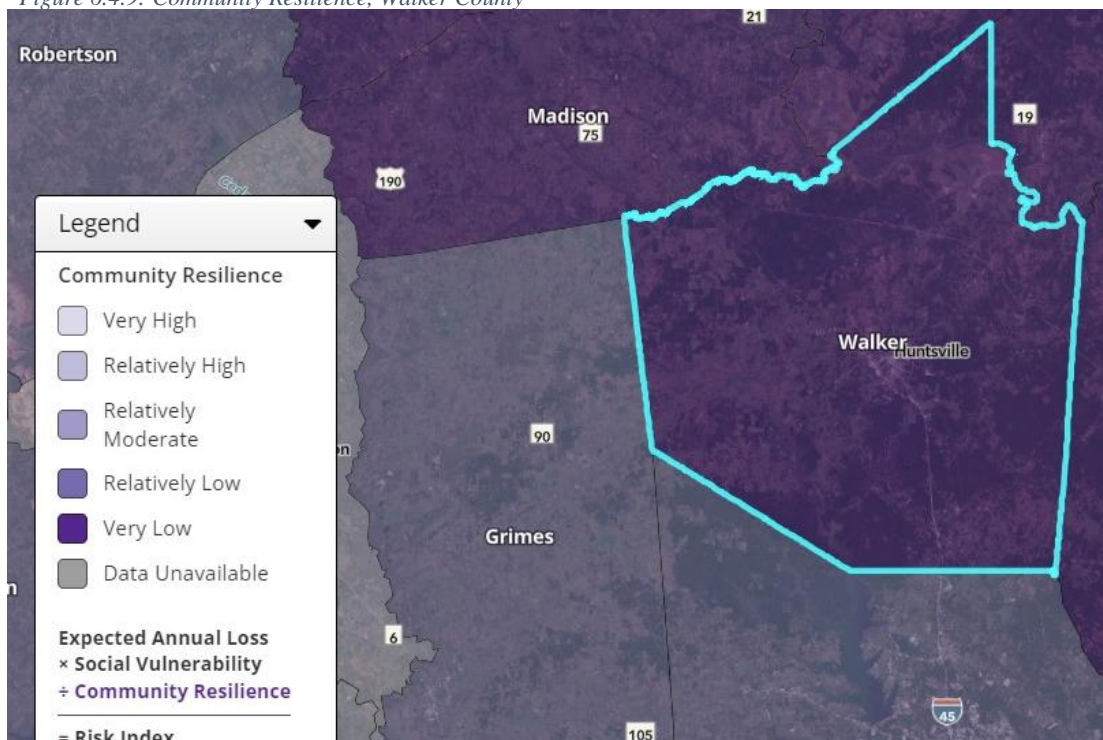 Figure 6.4.9: Community Resilience, Walker County
21
Robertson
Madison
75
19
190
Legend
Community Resilience
Very High
Relatively High
Relatively
Moderate
Relatively Low
Very Low
Data Unavailable
Expected Annual Loss
× Social Vulnerability
÷ Community Resilience
= Risk Index
Walker
Huntsville
90
Grimes
6
45
105